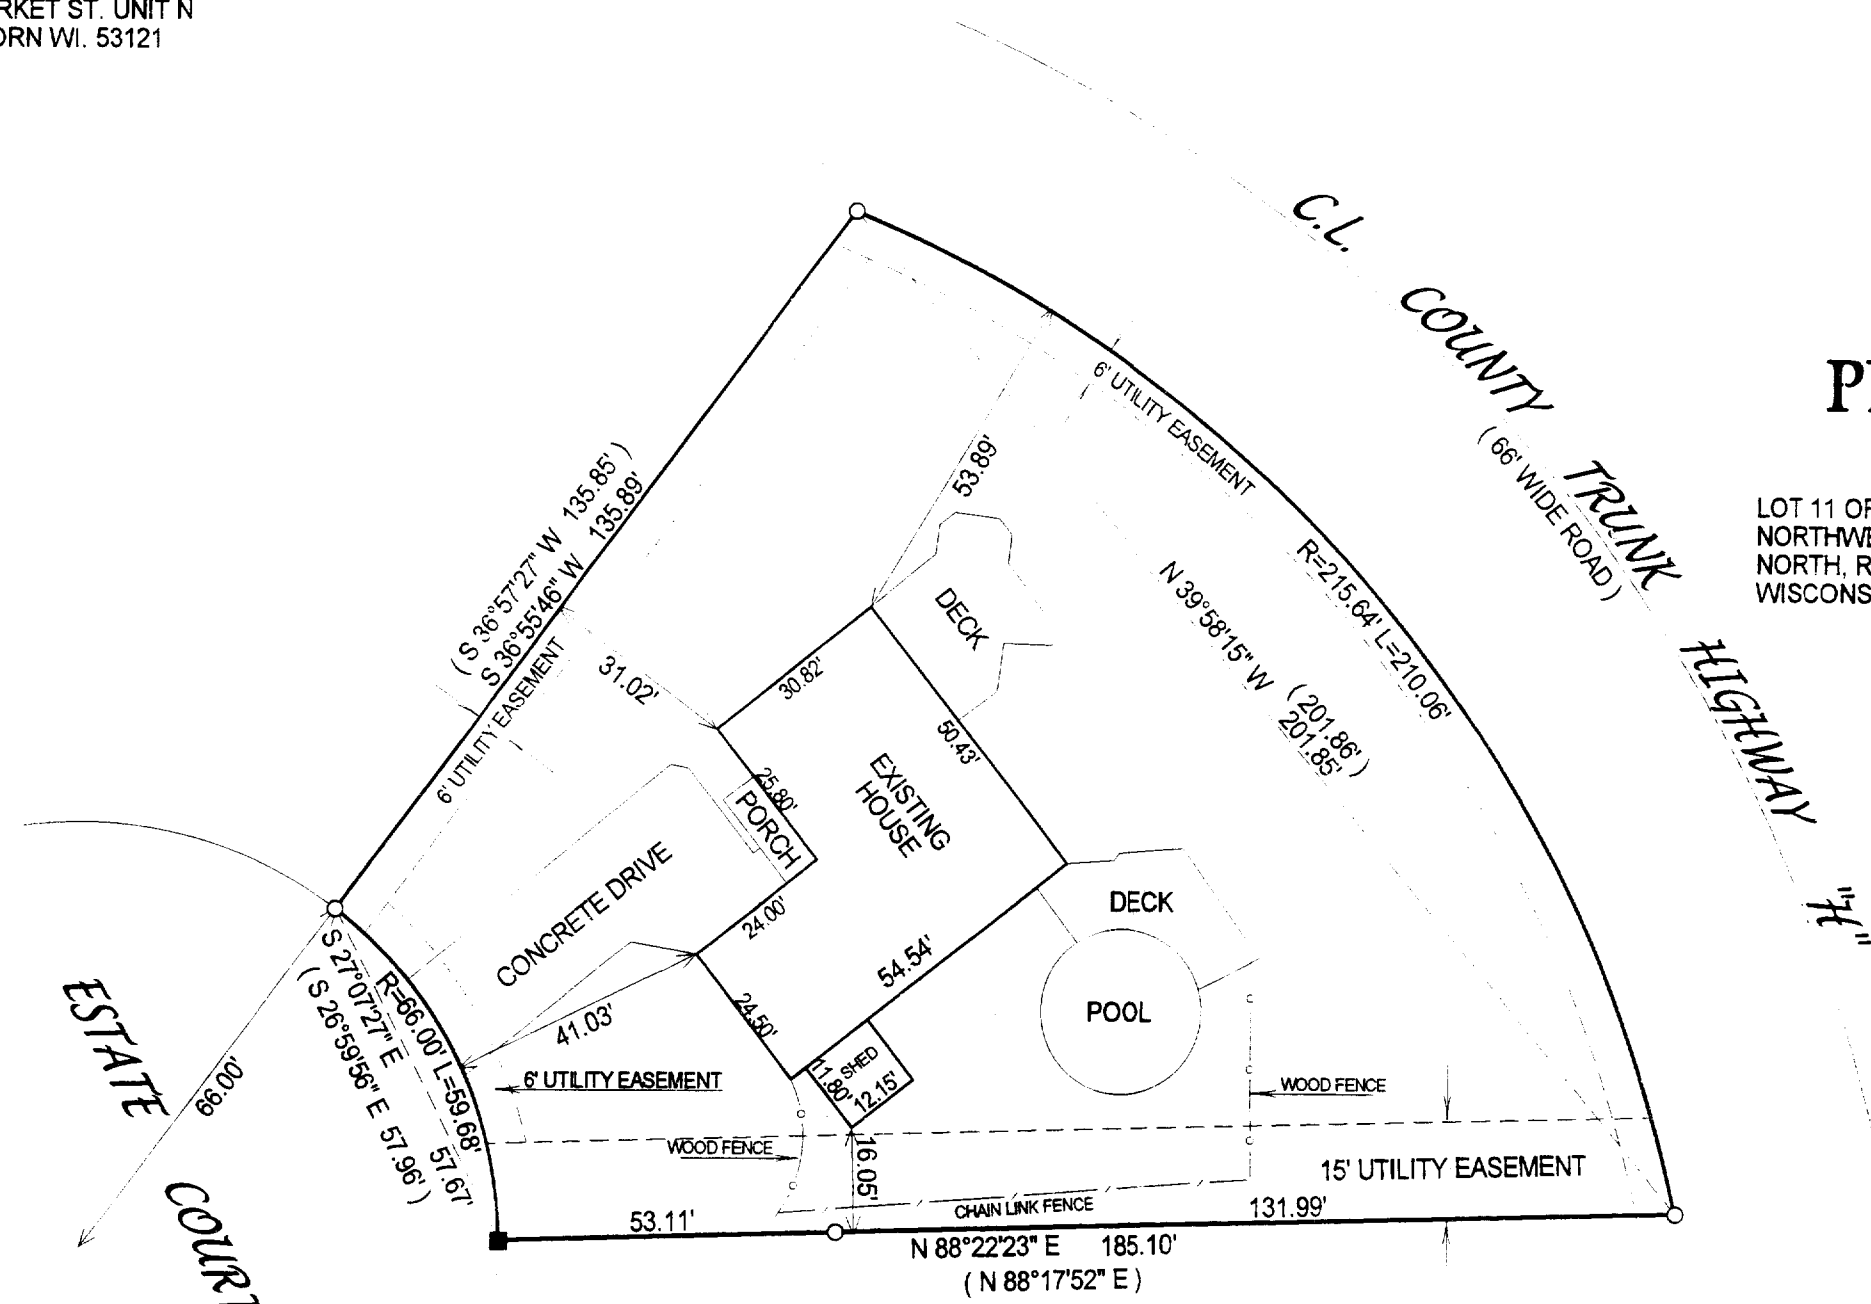 RKET ST. UNIT N
ORN WI. 53121
C.L. COUNTY TRUNK HIGHWAY "H"
( 66' WIDE ROAD )
LOT 11 OF
NORTH, R
WISCONS
6' UTILITY EASEMENT
53.89'
( S 36°57'27" W 135.85' )
S 36°55'46" W 135.89'
6' UTILITY EASEMENT
R=215.64' L=210.06'
N 39°58'15" W
( 201.86' )
201.85'
DECK
31.02'
30.82'
50.43'
25.80'
PORCH
EXISTING
HOUSE
CONCRETE DRIVE
24.00'
54.54'
DECK
POOL
24.50'
SHED
11.80'
12.15'
41.03'
R=66.00' L=59.68'
S 27°07'27" E 57.67'
( S 26°59'56" E 57.96' )
66.00'
ESTATE
COURT
6' UTILITY EASEMENT
WOOD FENCE
WOOD FENCE
16.05'
15' UTILITY EASEMENT
CHAIN LINK FENCE
53.11'
131.99'
N 88°22'23" E 185.10'
( N 88°17'52" E )